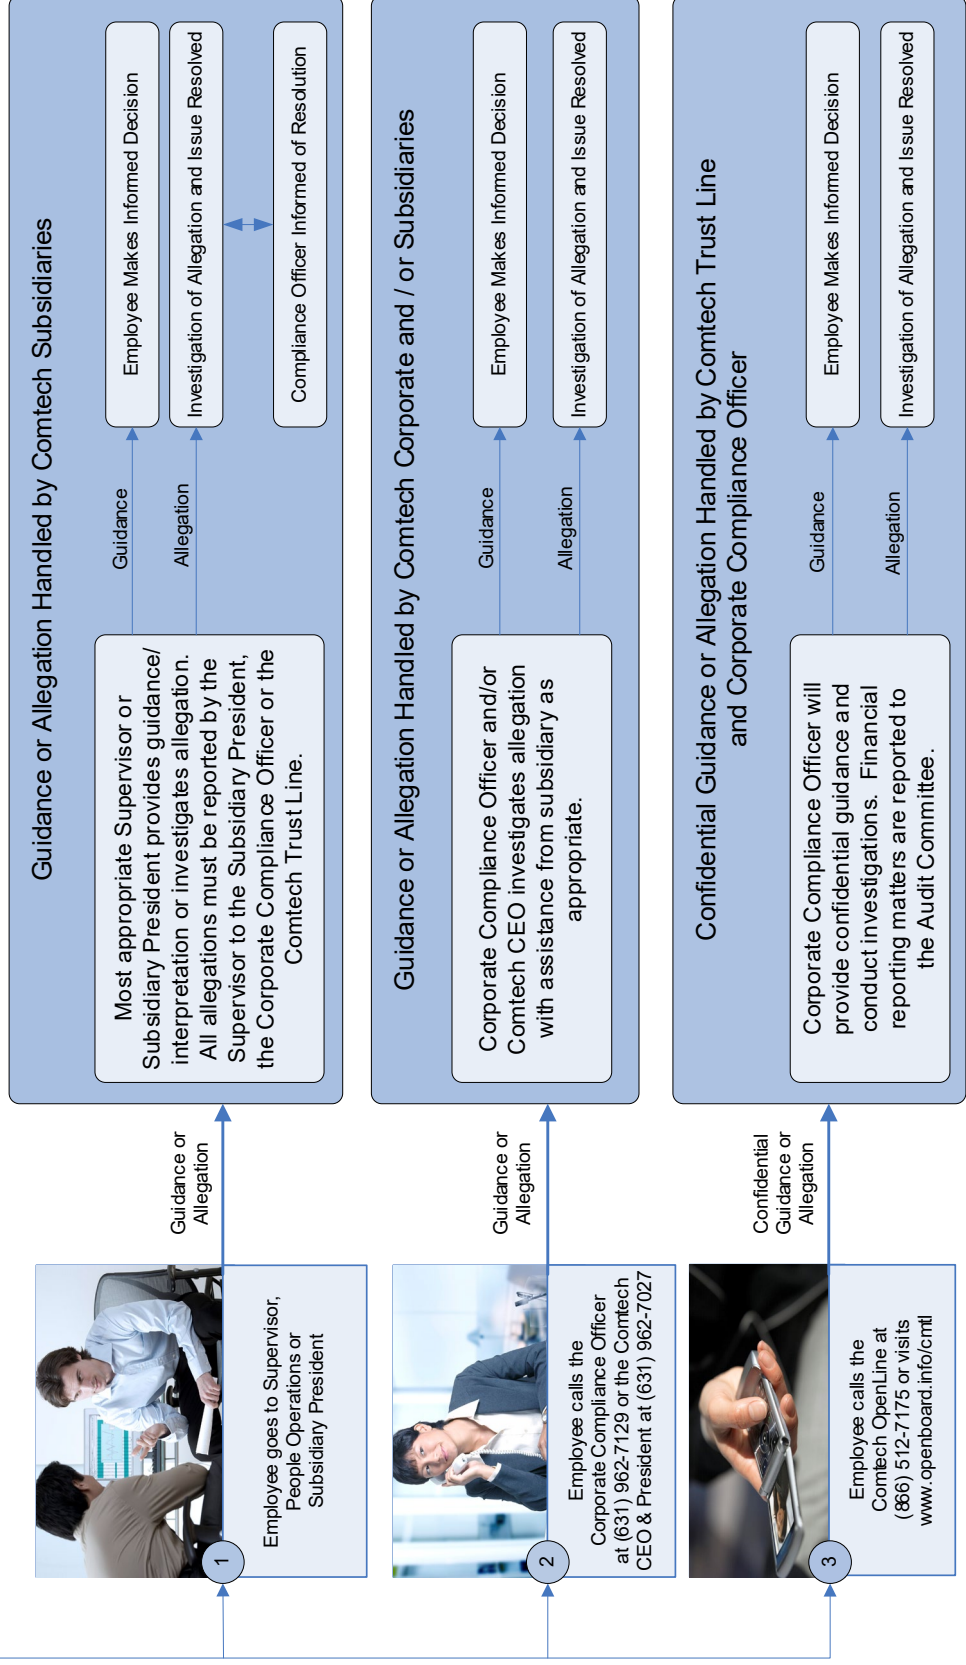 1
Employee goes to Supervisor,
People Operations or
Subsidiary President
Guidance or
Allegation
Guidance or Allegation Handled by Comtech Subsidiaries
Most appropriate Supervisor or
Subsidiary President provides guidance/
interpretation or investigates allegation.
All allegations must be reported by the
Supervisor to the Subsidiary President,
the Corporate Compliance Officer or the
Comtech Trust Line.
Guidance
Allegation
Employee Makes Informed Decision
Investigation of Allegation and Issue Resolved
Compliance Officer Informed of Resolution
2
Employee calls the
Corporate Compliance Officer
at (631) 962-7129 or the Comtech
CEO & President at (631) 962-7027
Guidance or
Allegation
Guidance or Allegation Handled by Comtech Corporate and / or Subsidiaries
Corporate Compliance Officer and/or
Comtech CEO investigates allegation
with assistance from subsidiary as
appropriate.
Guidance
Allegation
Employee Makes Informed Decision
Investigation of Allegation and Issue Resolved
3
Employee calls the
Comtech OpenLine at
(866) 512-7175 or visits
www.openboard.info/cmtl
Confidential
Guidance or
Allegation
Confidential Guidance or Allegation Handled by Comtech Trust Line
and Corporate Compliance Officer
Corporate Compliance Officer will
provide confidential guidance and
conduct investigations.  Financial
reporting matters are reported to
the Audit Committee.
Guidance
Allegation
Employee Makes Informed Decision
Investigation of Allegation and Issue Resolved